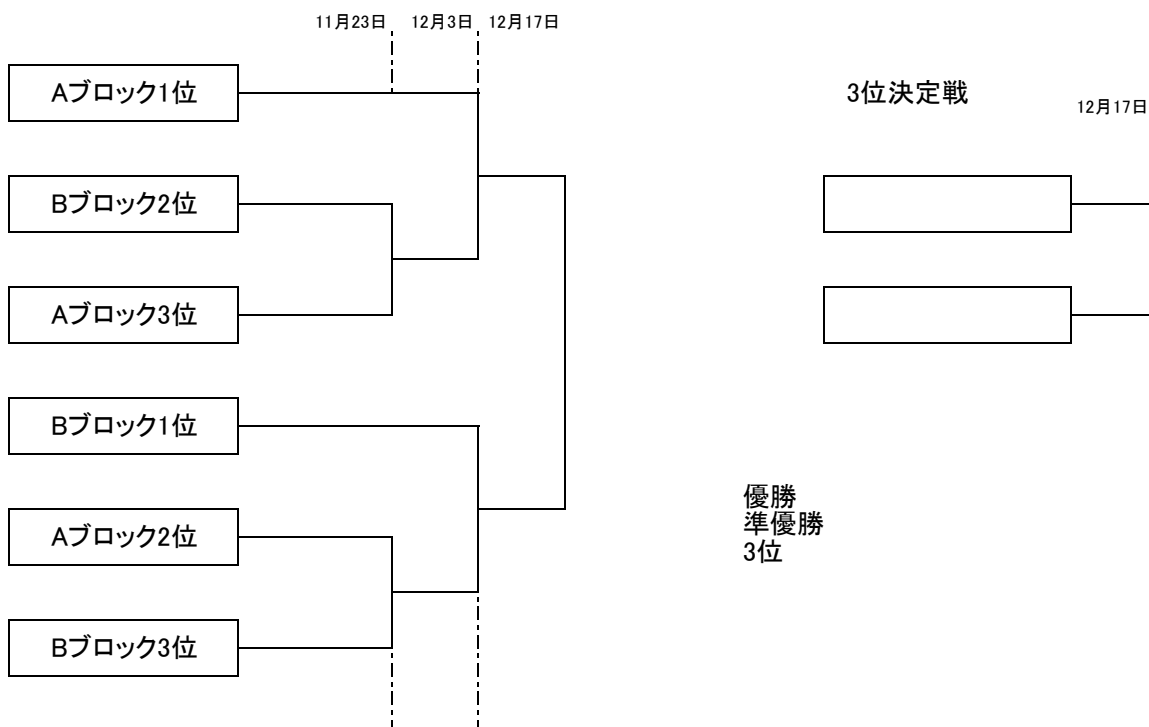 11月23日
12月3日
12月17日
Aブロック1位
3位決定戦
12月17日
Bブロック2位
Aブロック3位
Bブロック1位
優勝
準優勝
3位
Aブロック2位
Bブロック3位